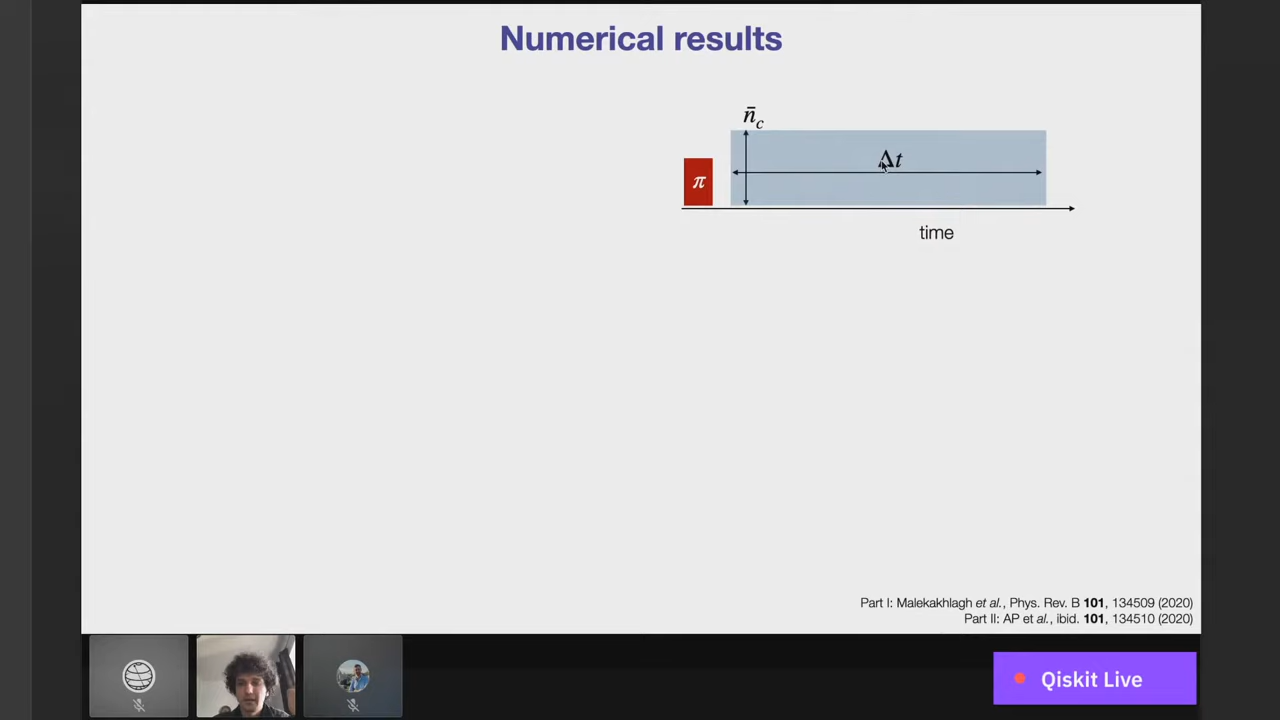 Numerical results
n̄c
Δt
π
time
Part I: Malekakhlagh et al., Phys. Rev. B 101, 134509 (2020)
Part II: AP et al., ibid. 101, 134510 (2020)
Qiskit Live